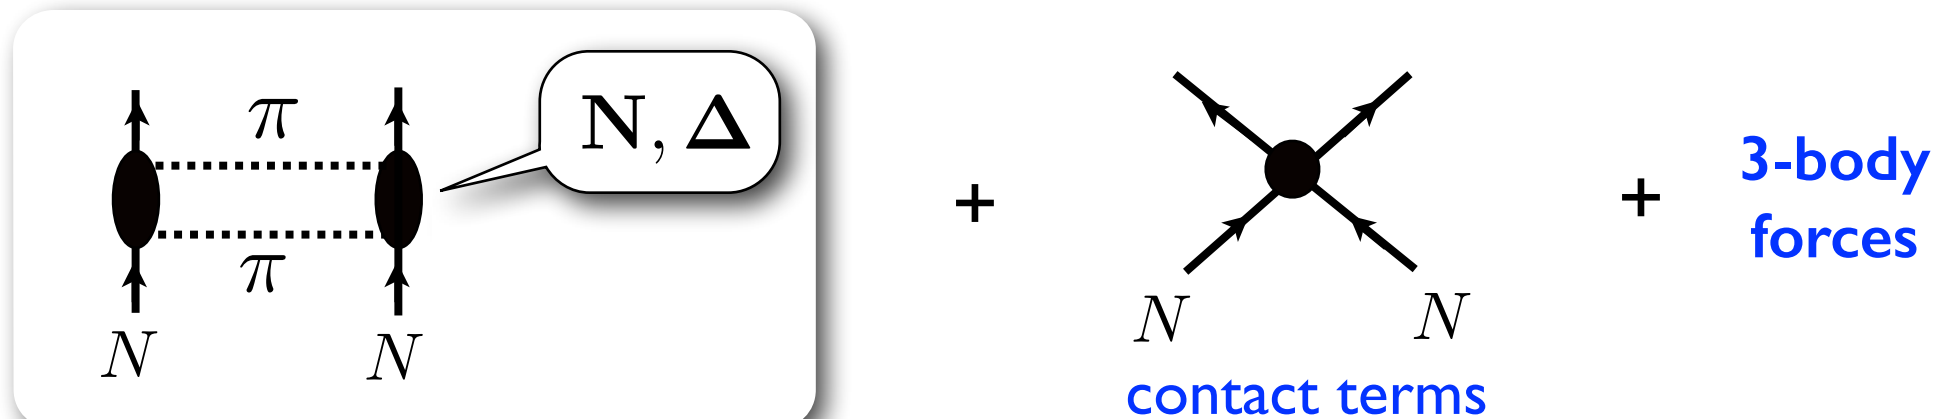 π
N, Δ
π
N N
+
N N
contact terms
+
3-body
forces